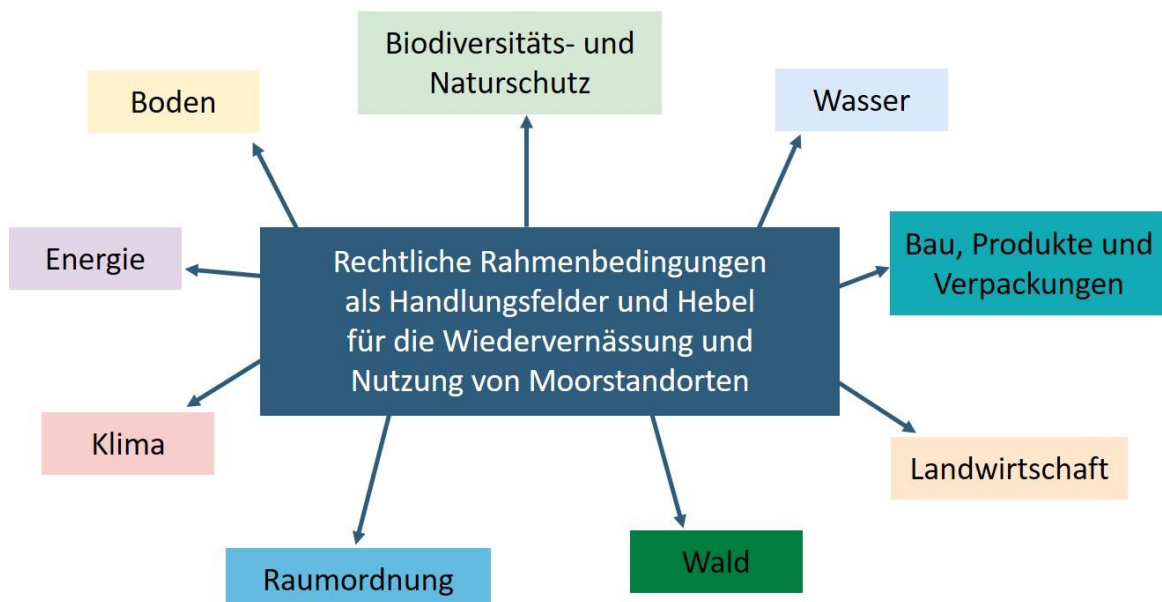 Biodiversitäts- und
Naturschutz
Boden
Wasser
Energie
Rechtliche Rahmenbedingungen
als Handlungsfelder und Hebel
für die Wiedervernässung und
Nutzung von Moorstandorten
Bau, Produkte und
Verpackungen
Klima
Landwirtschaft
Raumordnung
Wald